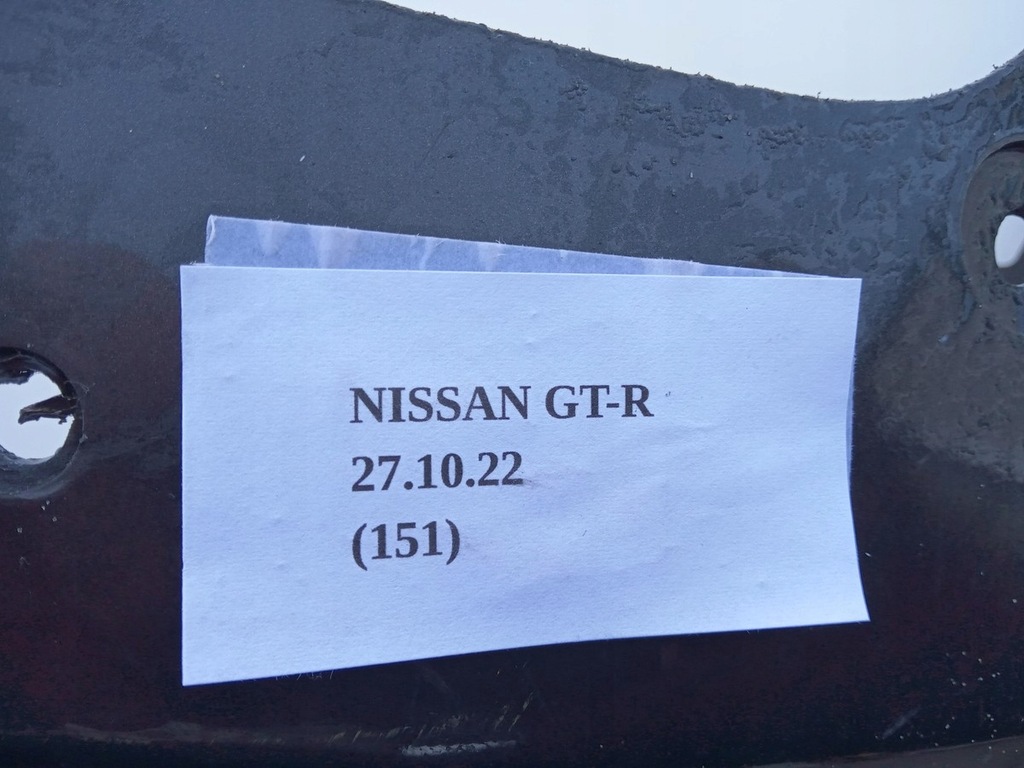 NISSAN GT-R
27.10.22
(151)